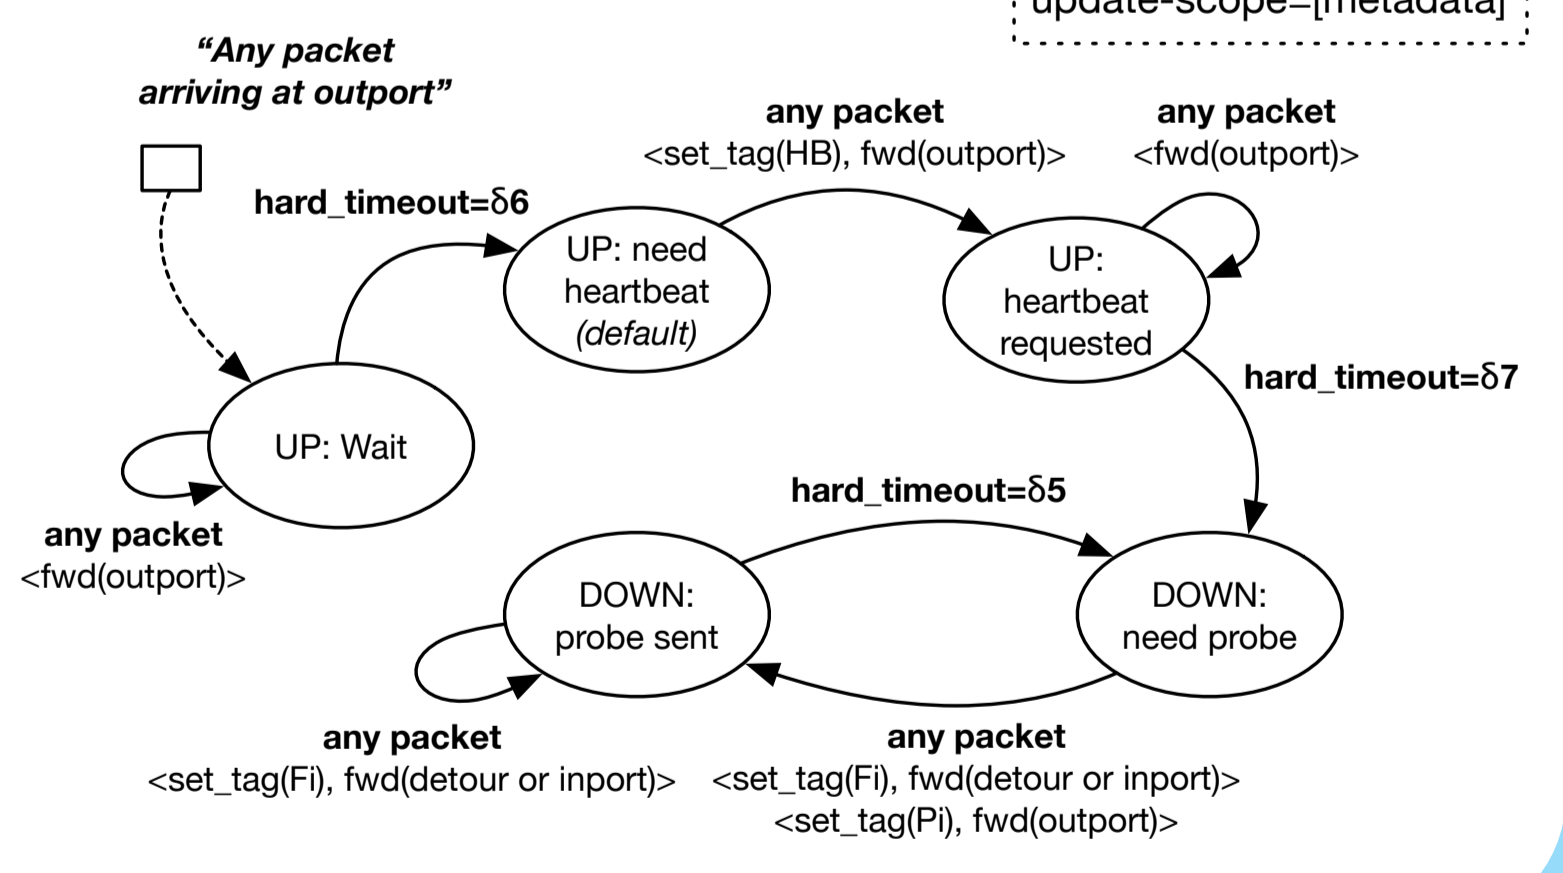 update-scope=[metadata]
“Any packet
arriving at outport”
any packet
<set_tag(HB), fwd(outport)>
any packet
<fwd(outport)>
hard_timeout=δ6
UP: need
heartbeat
(default)
UP:
heartbeat
requested
hard_timeout=δ7
UP: Wait
any packet
<fwd(outport)>
hard_timeout=δ5
DOWN:
probe sent
DOWN:
need probe
any packet
<set_tag(Fi), fwd(detour or inport)>
any packet
<set_tag(Fi), fwd(detour or inport)>
<set_tag(Pi), fwd(outport)>